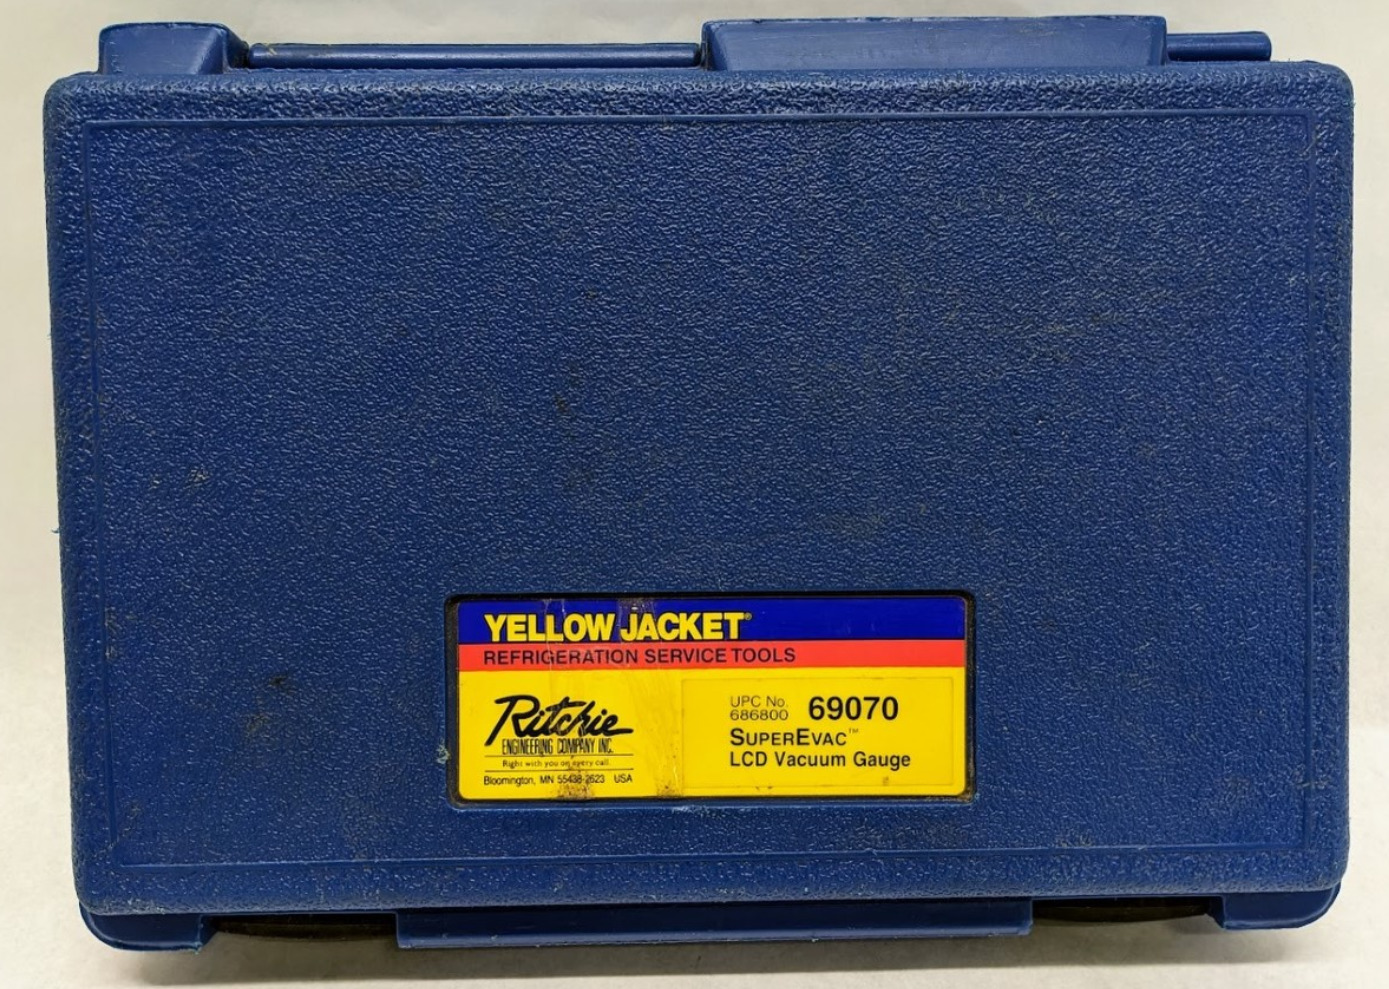 YELLOW JACKET®
REFRIGERATION SERVICE TOOLS
Ritchie
ENGINEERING COMPANY INC.
Right with you on every call.
Bloomington, MN 55438-2623 USA
UPC No.
686800 69070
SUPEREVAC™
LCD Vacuum Gauge